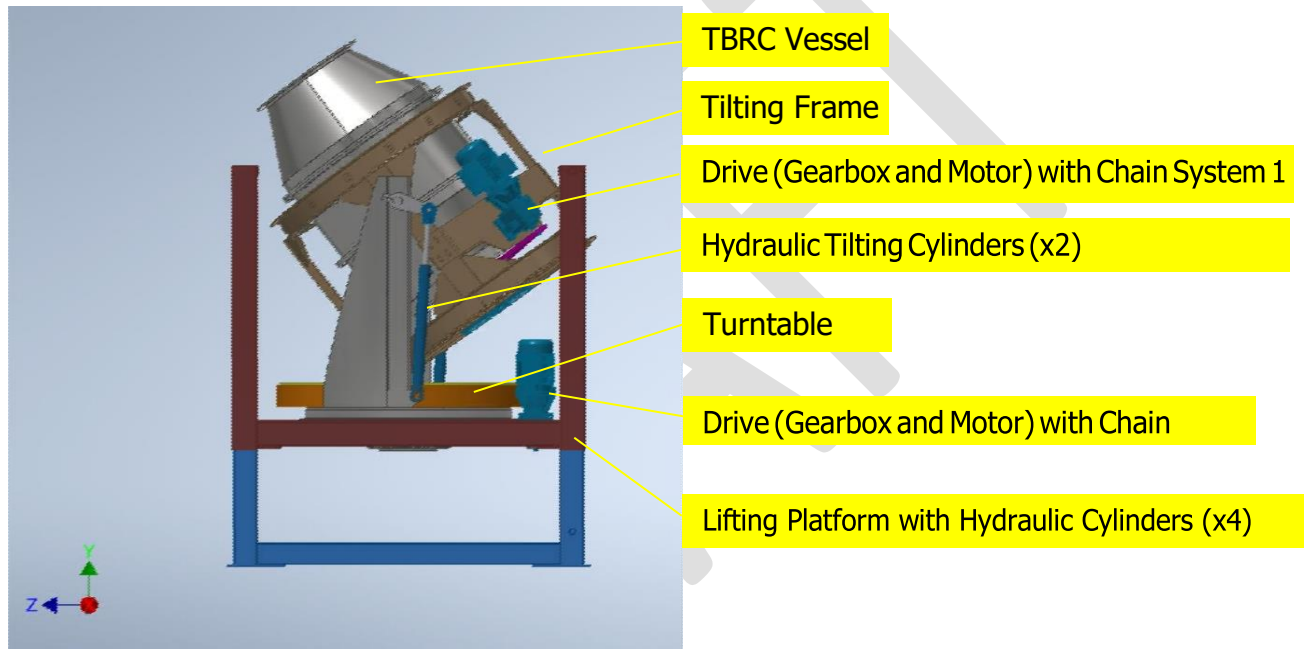 TBRC Vessel
Tilting Frame
Drive (Gearbox and Motor) with Chain System 1
Hydraulic Tilting Cylinders (x2)
Turntable
Drive (Gearbox and Motor) with Chain
Lifting Platform with Hydraulic Cylinders (x4)
Y
Z